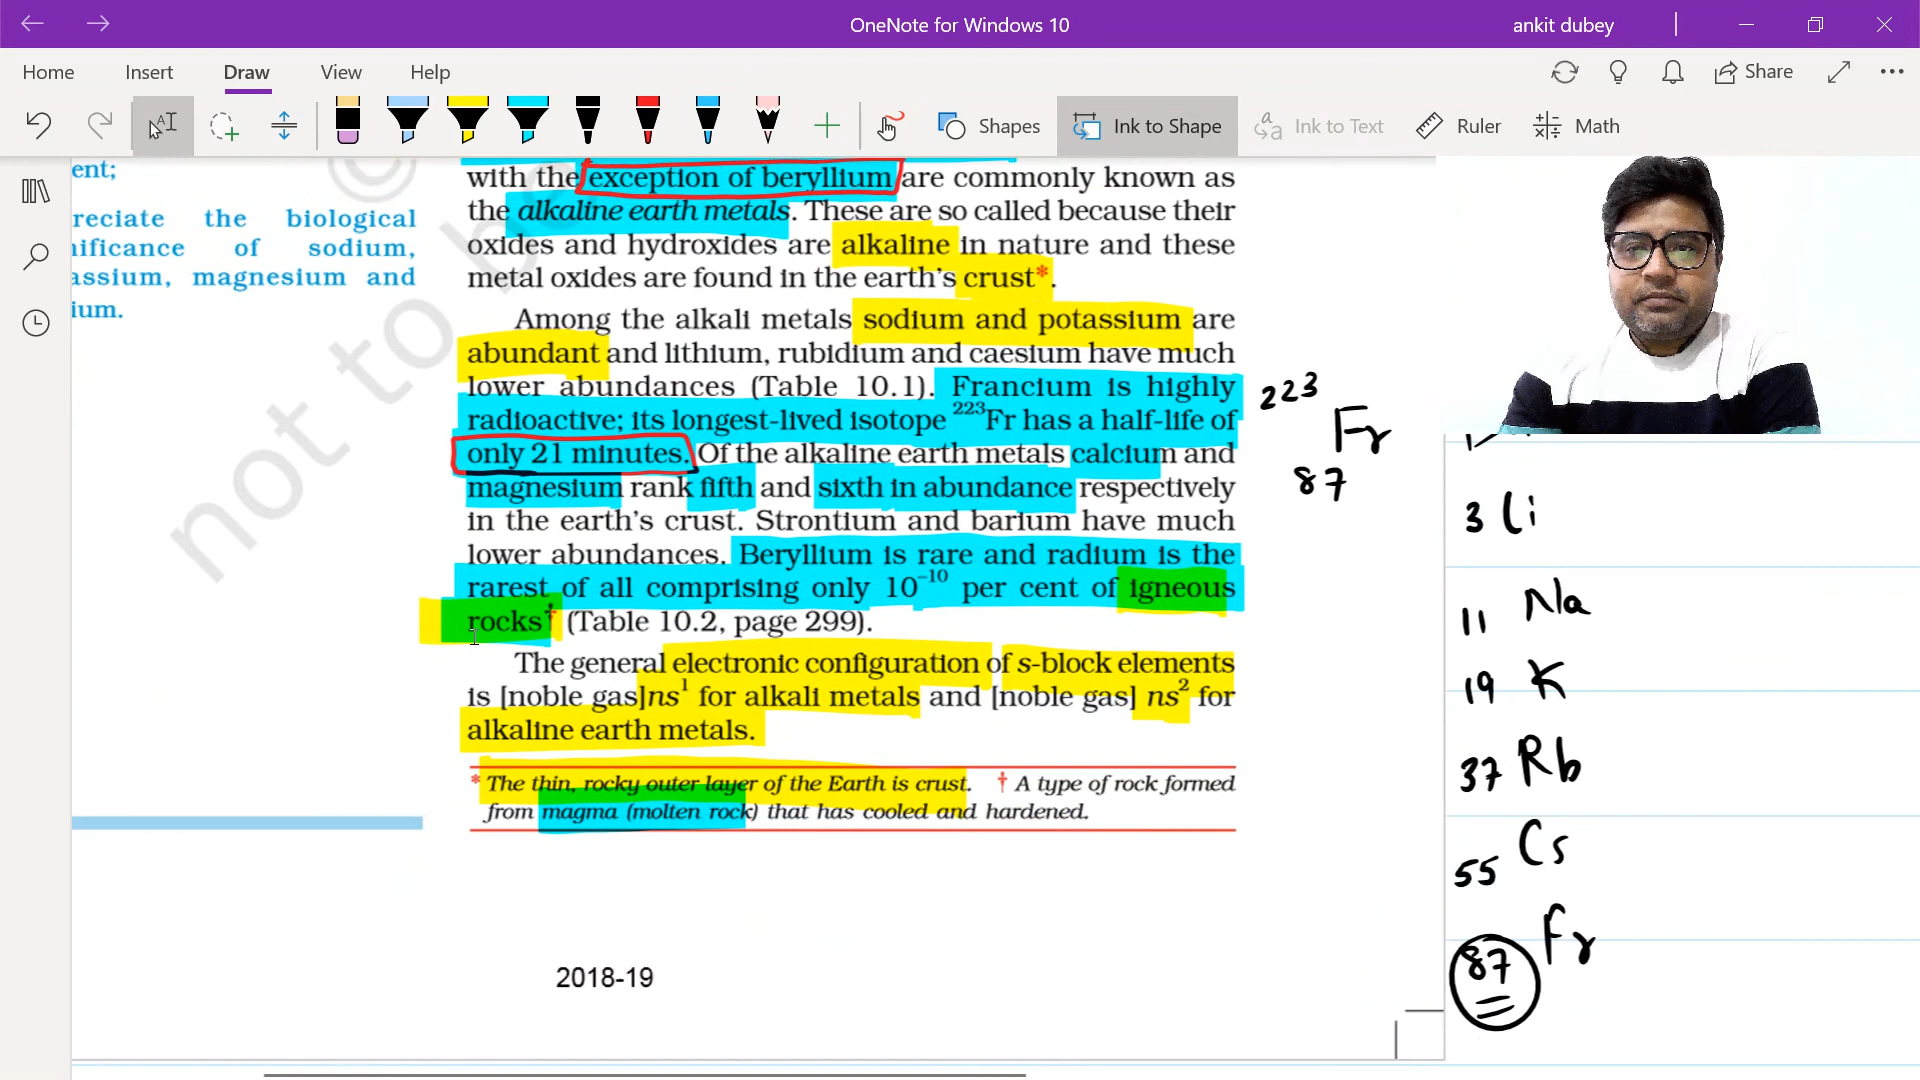 OneNote for Windows 10
ankit dubey
Home Insert Draw View Help
Share
Shapes Ink to Shape Ink to Text Ruler Math
ent;
reciate the biological
nificance of sodium,
assium, magnesium and
ium.
not to be
©
with the exception of beryllium are commonly known as
the alkaline earth metals. These are so called because their
oxides and hydroxides are alkaline in nature and these
metal oxides are found in the earth's crust*.
Among the alkali metals sodium and potassium are
abundant and lithium, rubidium and caesium have much
lower abundances (Table 10.1). Francium is highly
radioactive; its longest-lived isotope ²²³Fr has a half-life of
only 21 minutes. Of the alkaline earth metals calcium and
magnesium rank fifth and sixth in abundance respectively
in the earth's crust. Strontium and barium have much
lower abundances. Beryllium is rare and radium is the
rarest of all comprising only 10⁻¹⁰ per cent of igneous
rocks† (Table 10.2, page 299).
The general electronic configuration of s-block elements
is [noble gas]ns¹ for alkali metals and [noble gas] ns² for
alkaline earth metals.
* The thin, rocky outer layer of the Earth is crust. † A type of rock formed
from magma (molten rock) that has cooled and hardened.
2018-19
223
Fr
87
3 Li
11 Na
19 K
37 Rb
55 Cs
87 Fr